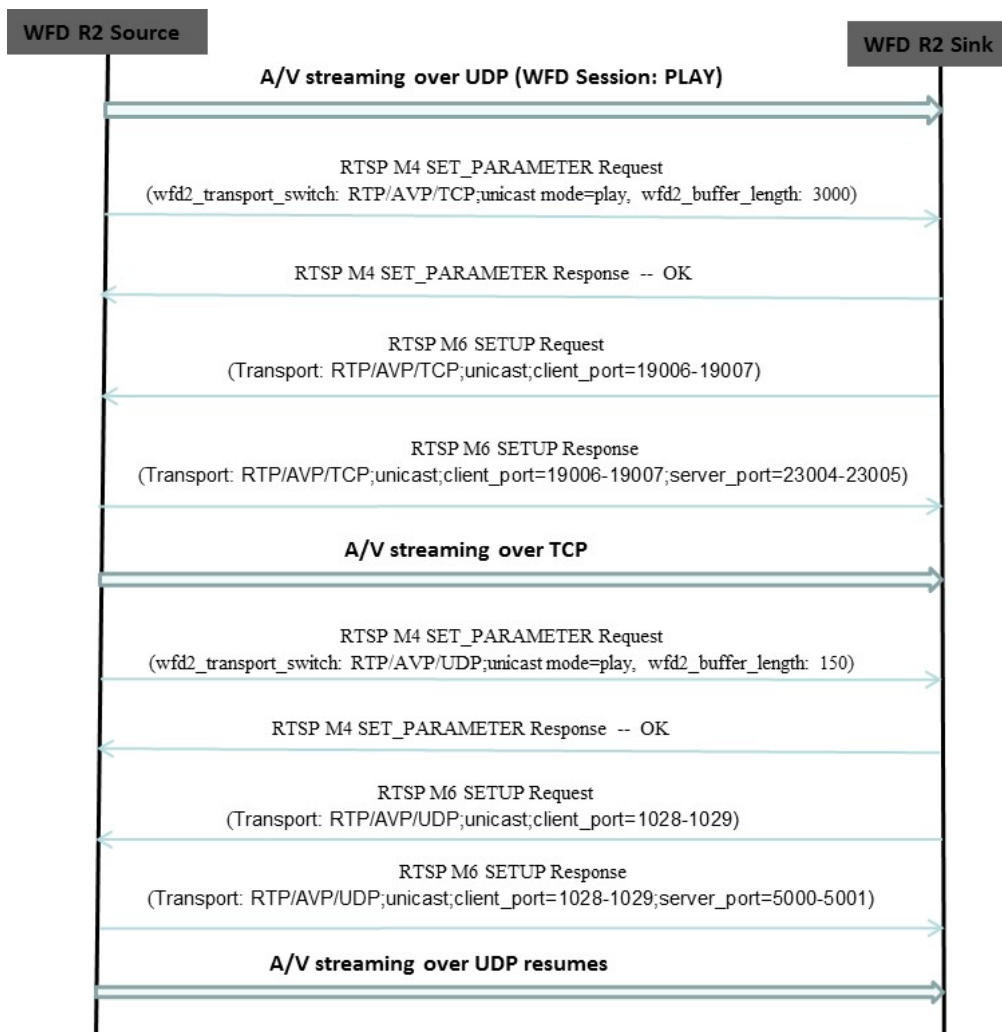 WFD R2 Source
WFD R2 Sink
A/V streaming over UDP (WFD Session: PLAY)
RTSP M4 SET_PARAMETER Request
(wfd2_transport_switch: RTP/AVP/TCP;unicast mode=play, wfd2_buffer_length: 3000)
RTSP M4 SET_PARAMETER Response -- OK
RTSP M6 SETUP Request
(Transport: RTP/AVP/TCP;unicast;client_port=19006-19007)
RTSP M6 SETUP Response
(Transport: RTP/AVP/TCP;unicast;client_port=19006-19007;server_port=23004-23005)
A/V streaming over TCP
RTSP M4 SET_PARAMETER Request
(wfd2_transport_switch: RTP/AVP/UDP;unicast mode=play, wfd2_buffer_length: 150)
RTSP M4 SET_PARAMETER Response -- OK
RTSP M6 SETUP Request
(Transport: RTP/AVP/UDP;unicast;client_port=1028-1029)
RTSP M6 SETUP Response
(Transport: RTP/AVP/UDP;unicast;client_port=1028-1029;server_port=5000-5001)
A/V streaming over UDP resumes